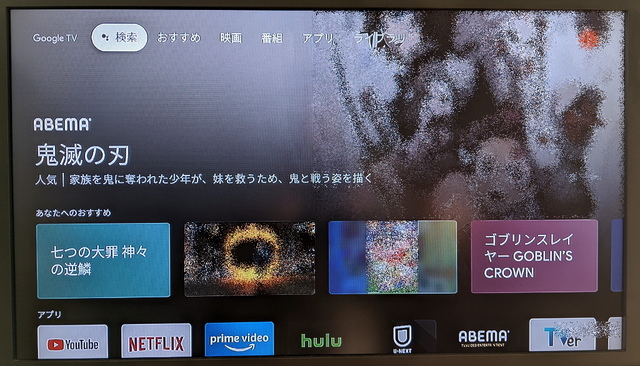 Google TV 検索 おすすめ 映画 番組 アプリ ライブラリ
ABEMA
鬼滅の刃
人気 | 家族を鬼に奪われた少年が、妹を救うため、鬼と戦う姿を描く
あなたへのおすすめ
七つの大罪 神々
の逆鱗
ゴブリンスレイ
ヤー GOBLIN'S
CROWN
アプリ
YouTube NETFLIX prime video hulu U-NEXT ABEMA TVer